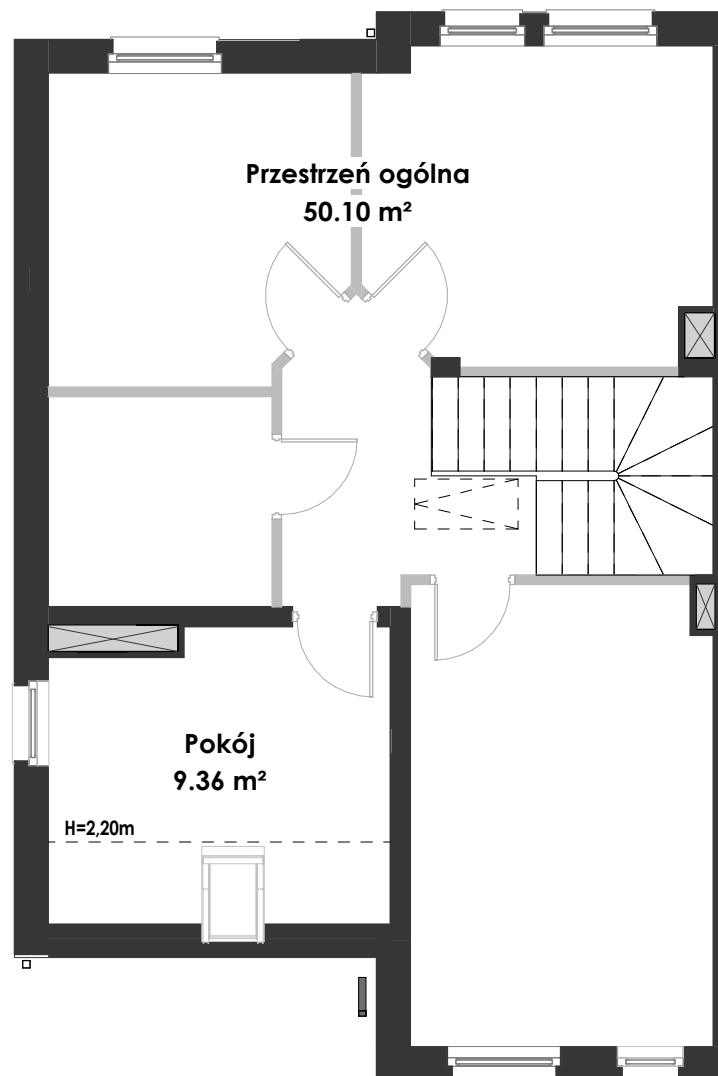 Przestrzeń ogólna
50.10 m²
Pokój
9.36 m²
H=2,20m